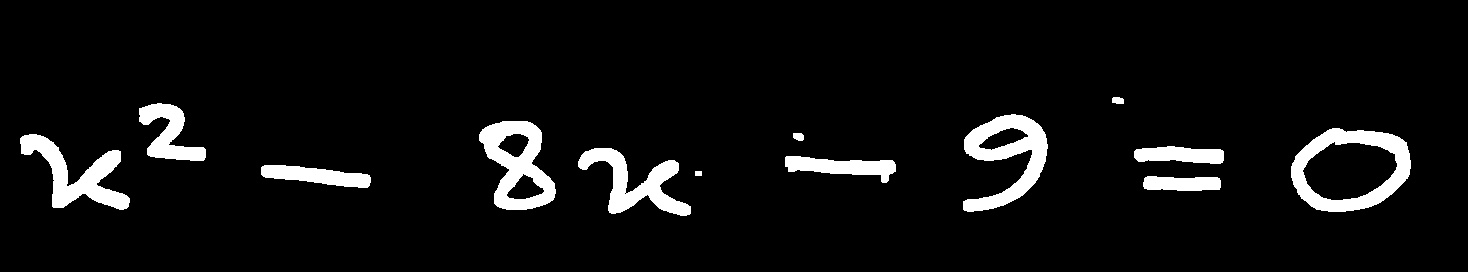 x² - 8x - 9 = 0